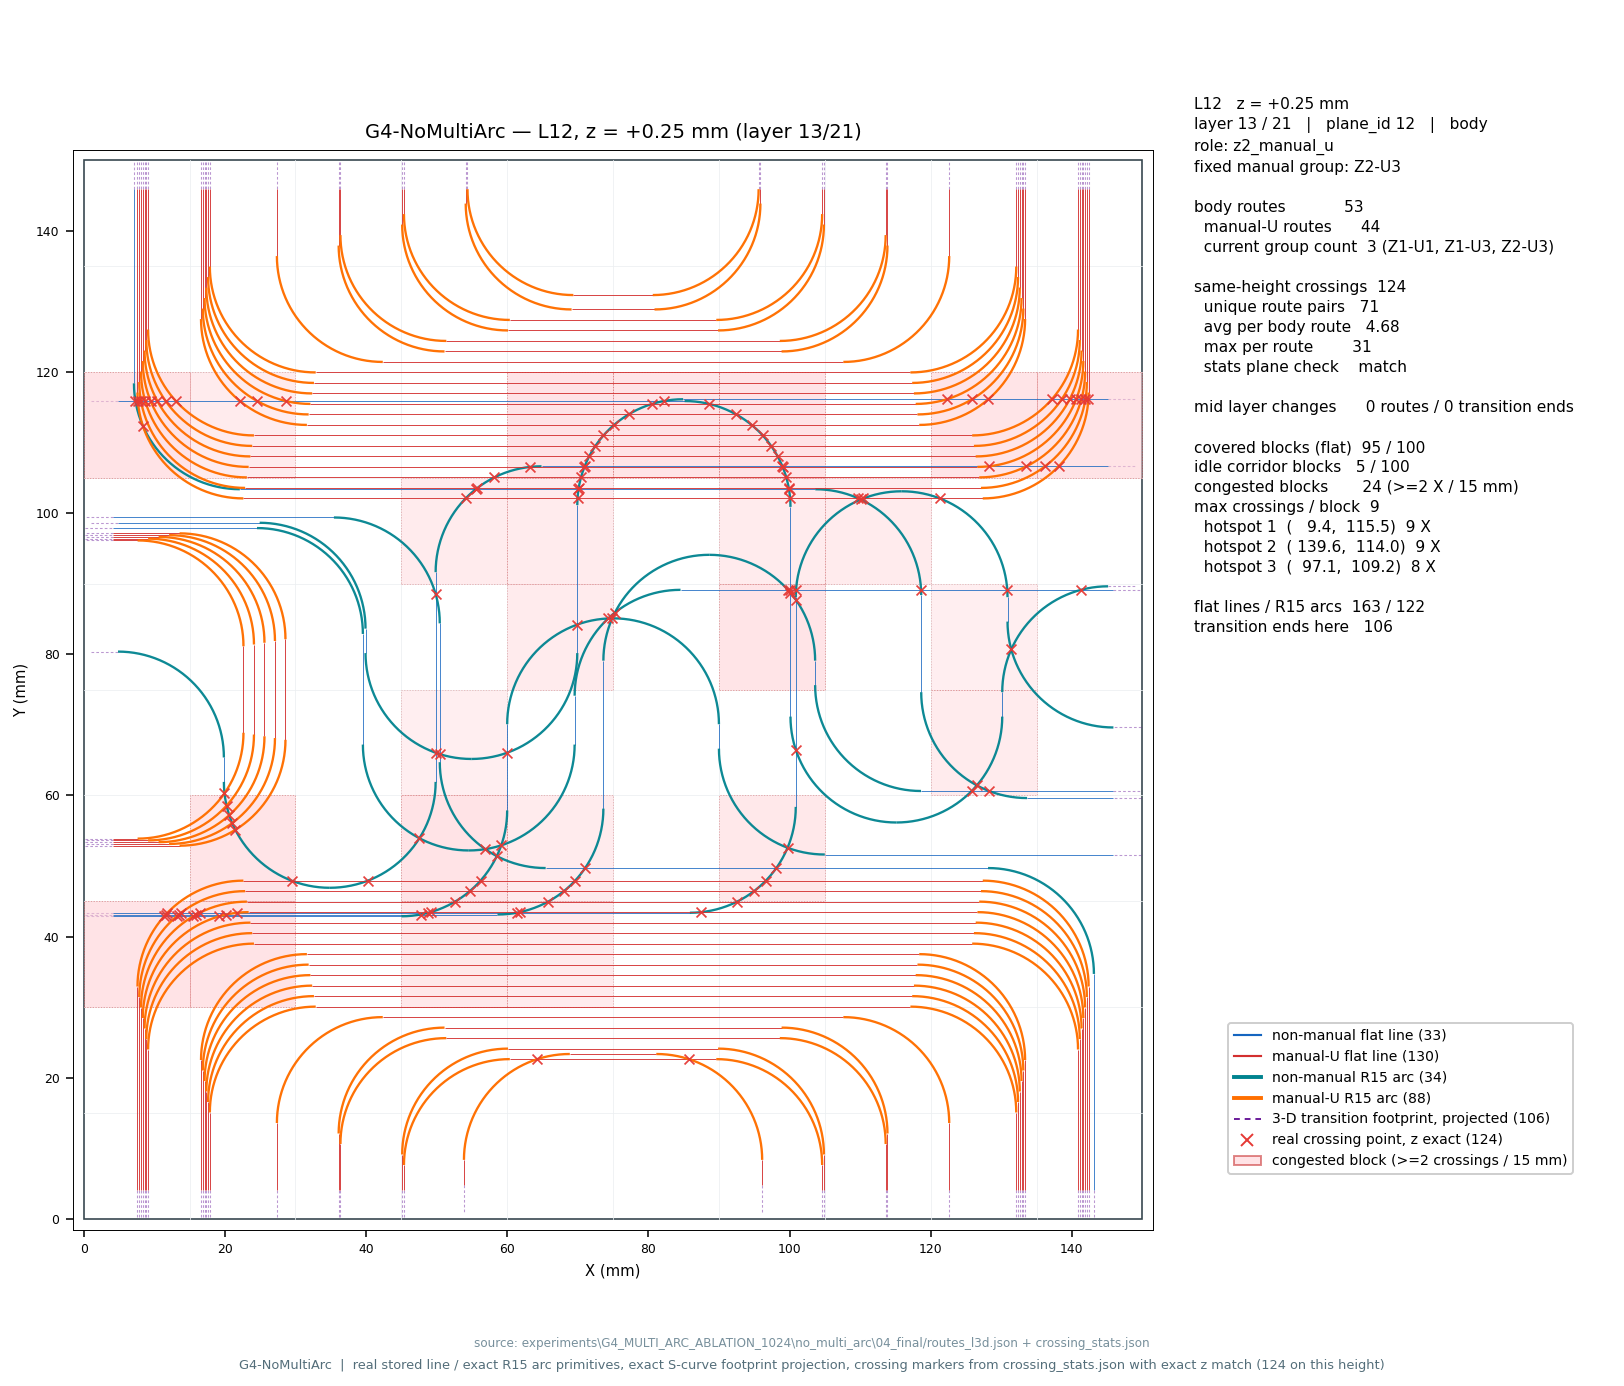 G4-NoMultiArc — L12, z = +0.25 mm (layer 13/21)
L12 z = +0.25 mm
layer 13 / 21 | plane_id 12 | body
role: z2_manual_u
fixed manual group: Z2-U3
body routes 53
manual-U routes 44
current group count 3 (Z1-U1, Z1-U3, Z2-U3)
same-height crossings 124
unique route pairs 71
avg per body route 4.68
max per route 31
stats plane check match
mid layer changes 0 routes / 0 transition ends
covered blocks (flat) 95 / 100
idle corridor blocks 5 / 100
congested blocks 24 (>=2 X / 15 mm)
max crossings / block 9
hotspot 1 ( 9.4, 115.5) 9 X
hotspot 2 ( 139.6, 114.0) 9 X
hotspot 3 ( 97.1, 109.2) 8 X
flat lines / R15 arcs 163 / 122
transition ends here 106
140
120
100
80
60
40
20
0
Y (mm)
0 20 40 60 80 100 120 140
X (mm)
non-manual flat line (33)
manual-U flat line (130)
non-manual R15 arc (34)
manual-U R15 arc (88)
3-D transition footprint, projected (106)
real crossing point, z exact (124)
congested block (>=2 crossings / 15 mm)
source: experiments\G4_MULTI_ARC_ABLATION_1024\no_multi_arc\04_final/routes_l3d.json + crossing_stats.json
G4-NoMultiArc | real stored line / exact R15 arc primitives, exact S-curve footprint projection, crossing markers from crossing_stats.json with exact z match (124 on this height)